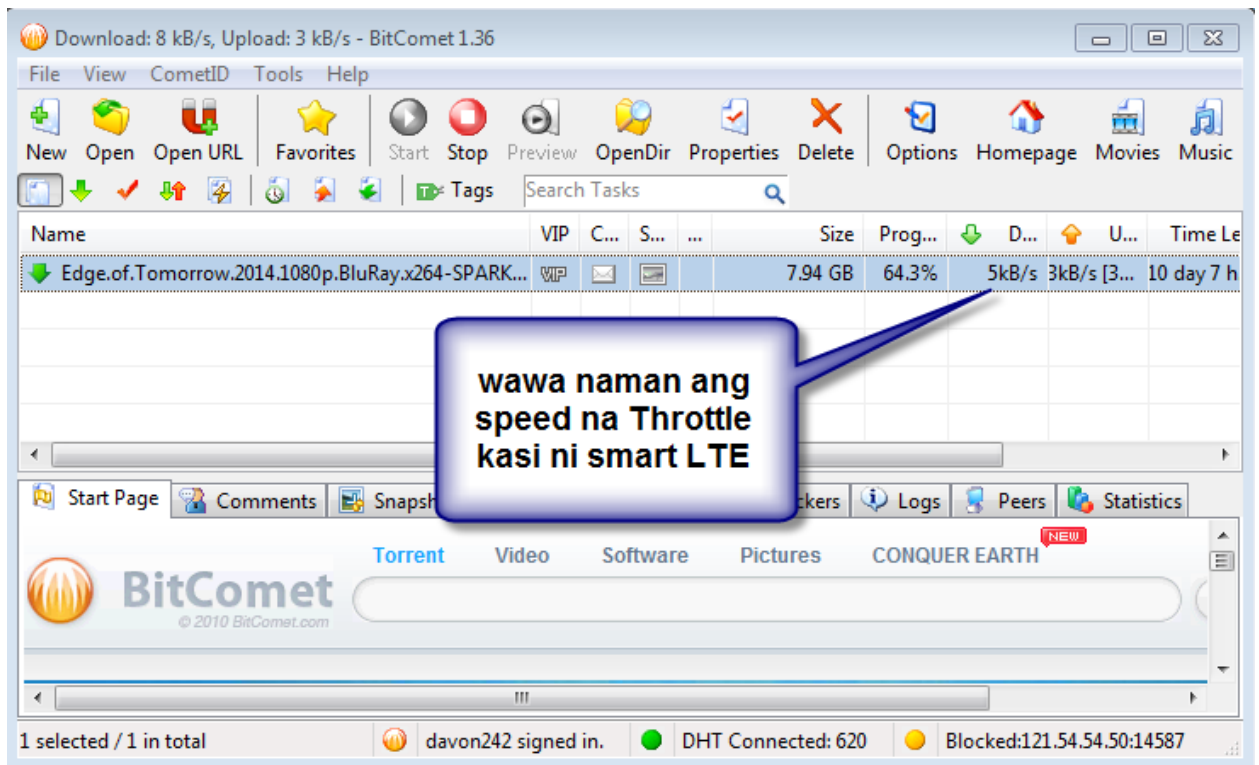 Download: 8 kB/s, Upload: 3 kB/s - BitComet 1.36
File View CometID Tools Help
New Open Open URL Favorites Start Stop Preview OpenDir Properties Delete Options Homepage Movies Music
Tags Search Tasks
Name VIP C... S... ... Size Prog... D... U... Time Le
Edge.of.Tomorrow.2014.1080p.BluRay.x264-SPARK... VIP 7.94 GB 64.3% 5kB/s 3kB/s [3... 10 day 7 h
wawa naman ang
speed na Throttle
kasi ni smart LTE
Start Page Comments Snapsh ckers Logs Peers Statistics
NEW
Torrent Video Software Pictures CONQUER EARTH
BitComet
© 2010 BitComet.com
1 selected / 1 in total davon242 signed in. DHT Connected: 620 Blocked:121.54.54.50:14587